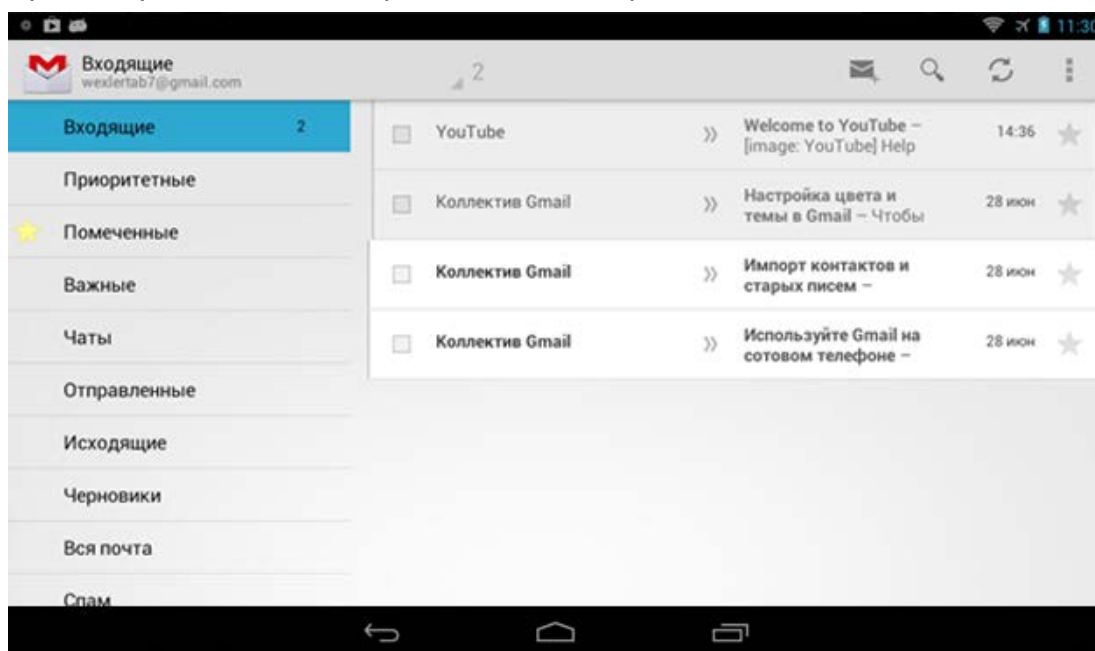 11:30
Входящие
wexlertab7@gmail.com
2
Входящие 2
Приоритетные
Помеченные
Важные
Чаты
Отправленные
Исходящие
Черновики
Вся почта
Спам
YouTube » Welcome to YouTube – 14:36
[image: YouTube] Help
Коллектив Gmail » Настройка цвета и 28 июн
темы в Gmail – Чтобы
Коллектив Gmail » Импорт контактов и 28 июн
старых писем –
Коллектив Gmail » Используйте Gmail на 28 июн
сотовом телефоне –